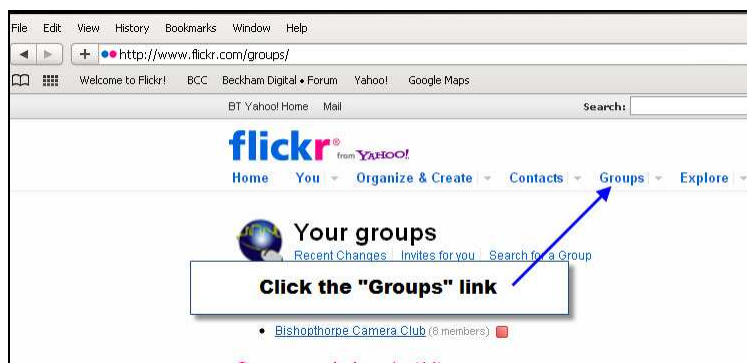 File Edit View History Bookmarks Window Help
http://www.flickr.com/groups/
Welcome to Flickr! BCC Beckham Digital • Forum Yahoo! Google Maps
BT Yahoo! Home Mail Search:
flickr® from YAHOO!
Home You Organize & Create Contacts Groups Explore
Your groups
Recent Changes Invites for you Search for a Group
Click the "Groups" link
• Bishopthorpe Camera Club (8 members)